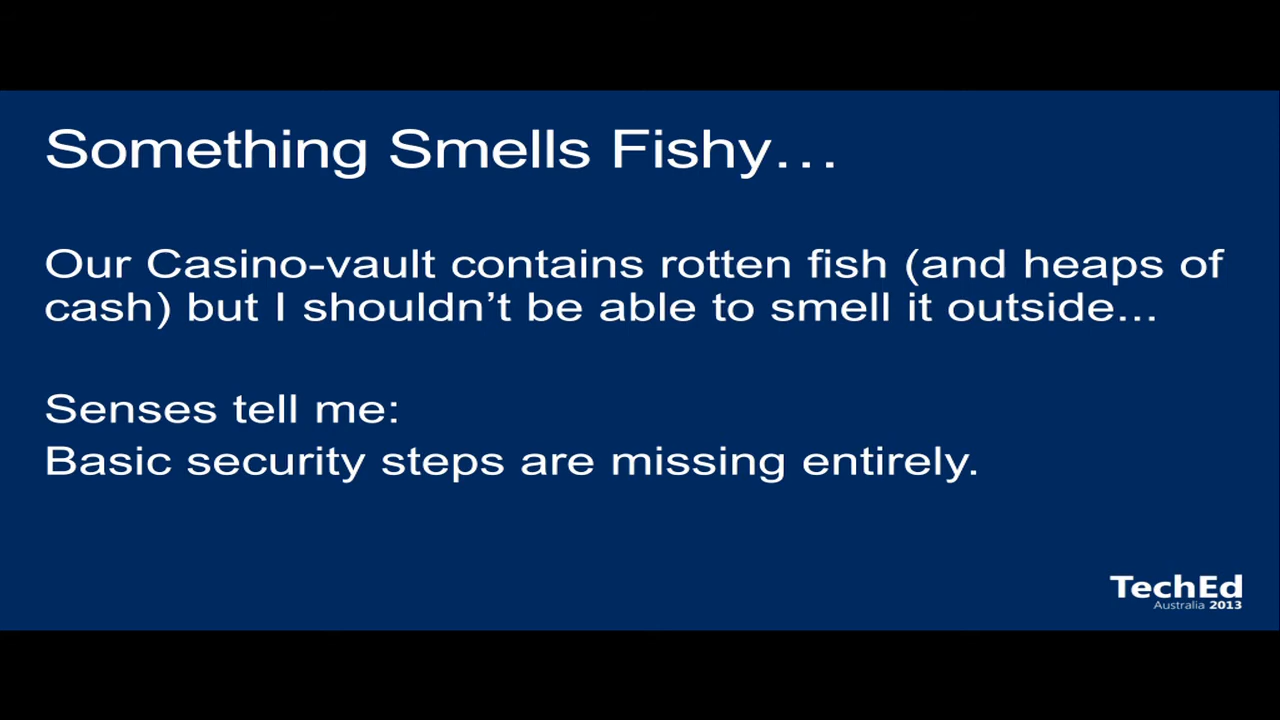 Something Smells Fishy…
Our Casino-vault contains rotten fish (and heaps of
cash) but I shouldn’t be able to smell it outside...
Senses tell me:
Basic security steps are missing entirely.
TechEd
Australia 2013